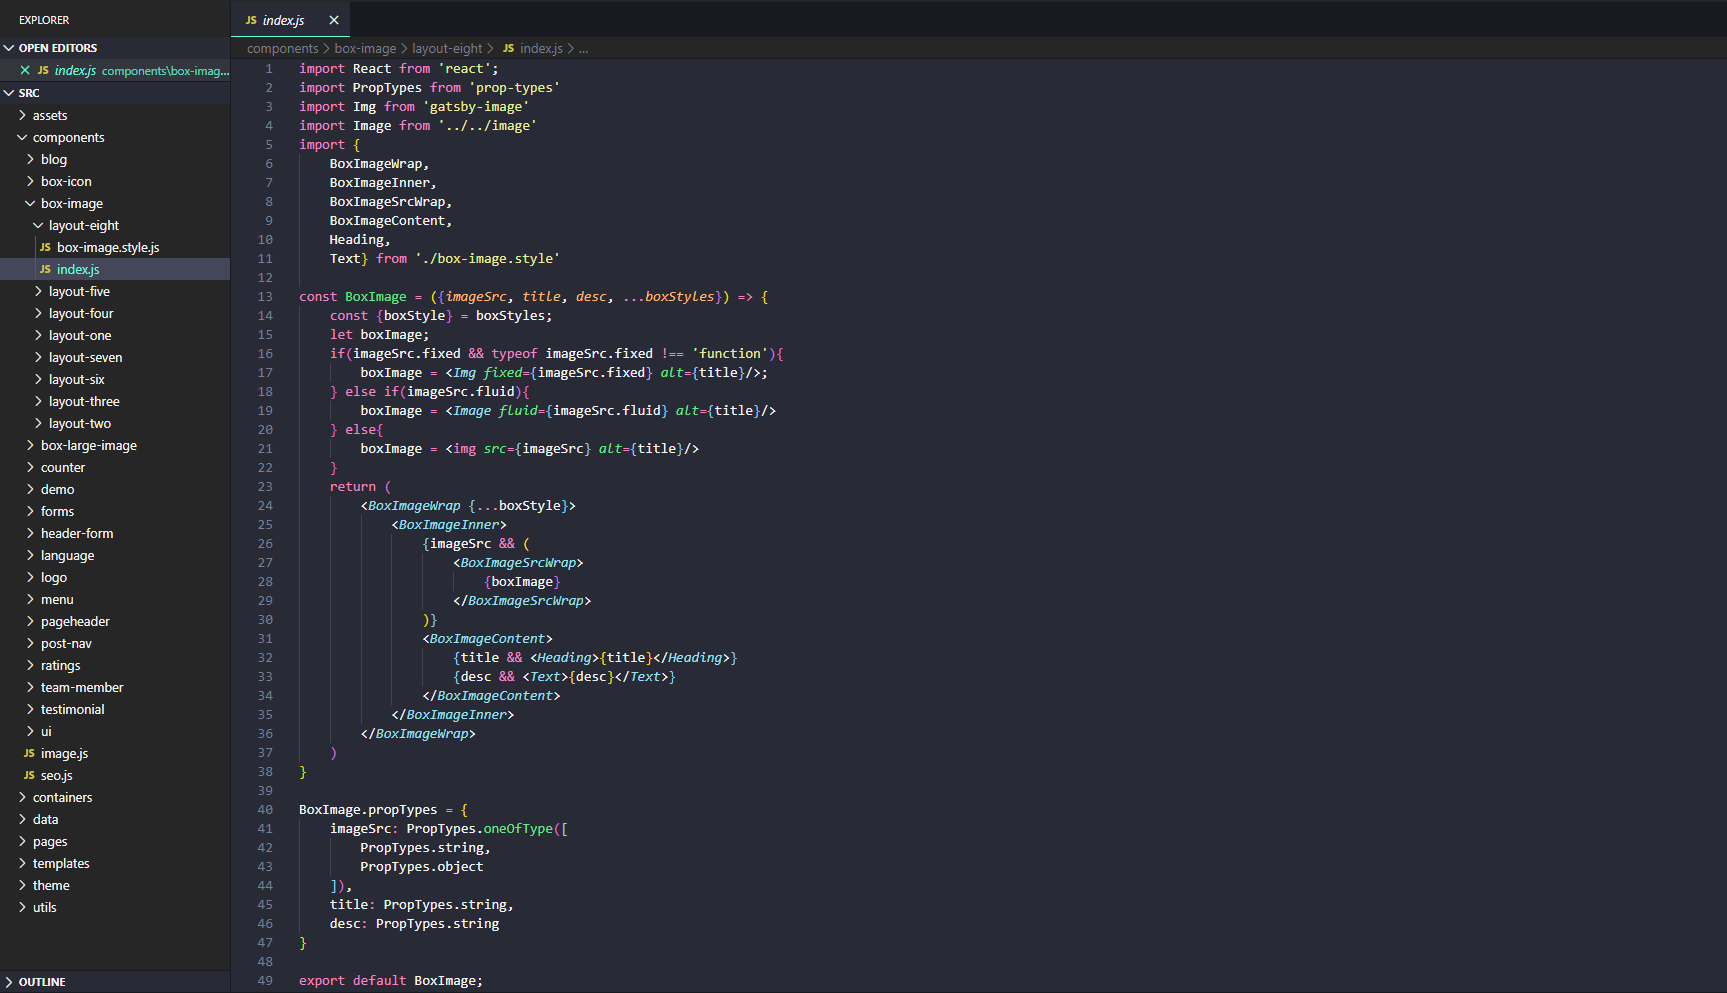 EXPLORER
OPEN EDITORS
JS index.js components\box-imag...
SRC
assets
components
blog
box-icon
box-image
layout-eight
JS box-image.style.js
JS index.js
layout-five
layout-four
layout-one
layout-seven
layout-six
layout-three
layout-two
box-large-image
counter
demo
forms
header-form
language
logo
menu
pageheader
post-nav
ratings
team-member
testimonial
ui
JS image.js
JS seo.js
containers
data
pages
templates
theme
utils
OUTLINE
JS index.js
components > box-image > layout-eight > JS index.js > ...
1 import React from 'react';
2 import PropTypes from 'prop-types'
3 import Img from 'gatsby-image'
4 import Image from '../../image'
5 import {
6     BoxImageWrap,
7     BoxImageInner,
8     BoxImageSrcWrap,
9     BoxImageContent,
10     Heading,
11     Text} from './box-image.style'
12
13 const BoxImage = ({imageSrc, title, desc, ...boxStyles}) => {
14     const {boxStyle} = boxStyles;
15     let boxImage;
16     if(imageSrc.fixed && typeof imageSrc.fixed !== 'function'){
17         boxImage = <Img fixed={imageSrc.fixed} alt={title}/>;
18     } else if(imageSrc.fluid){
19         boxImage = <Image fluid={imageSrc.fluid} alt={title}/>
20     } else{
21         boxImage = <img src={imageSrc} alt={title}/>
22     }
23     return (
24         <BoxImageWrap {...boxStyle}>
25             <BoxImageInner>
26                 {imageSrc && (
27                     <BoxImageSrcWrap>
28                         {boxImage}
29                     </BoxImageSrcWrap>
30                 )}
31                 <BoxImageContent>
32                     {title && <Heading>{title}</Heading>}
33                     {desc && <Text>{desc}</Text>}
34                 </BoxImageContent>
35             </BoxImageInner>
36         </BoxImageWrap>
37     )
38 }
39
40 BoxImage.propTypes = {
41     imageSrc: PropTypes.oneOfType([
42         PropTypes.string,
43         PropTypes.object
44     ]),
45     title: PropTypes.string,
46     desc: PropTypes.string
47 }
48
49 export default BoxImage;